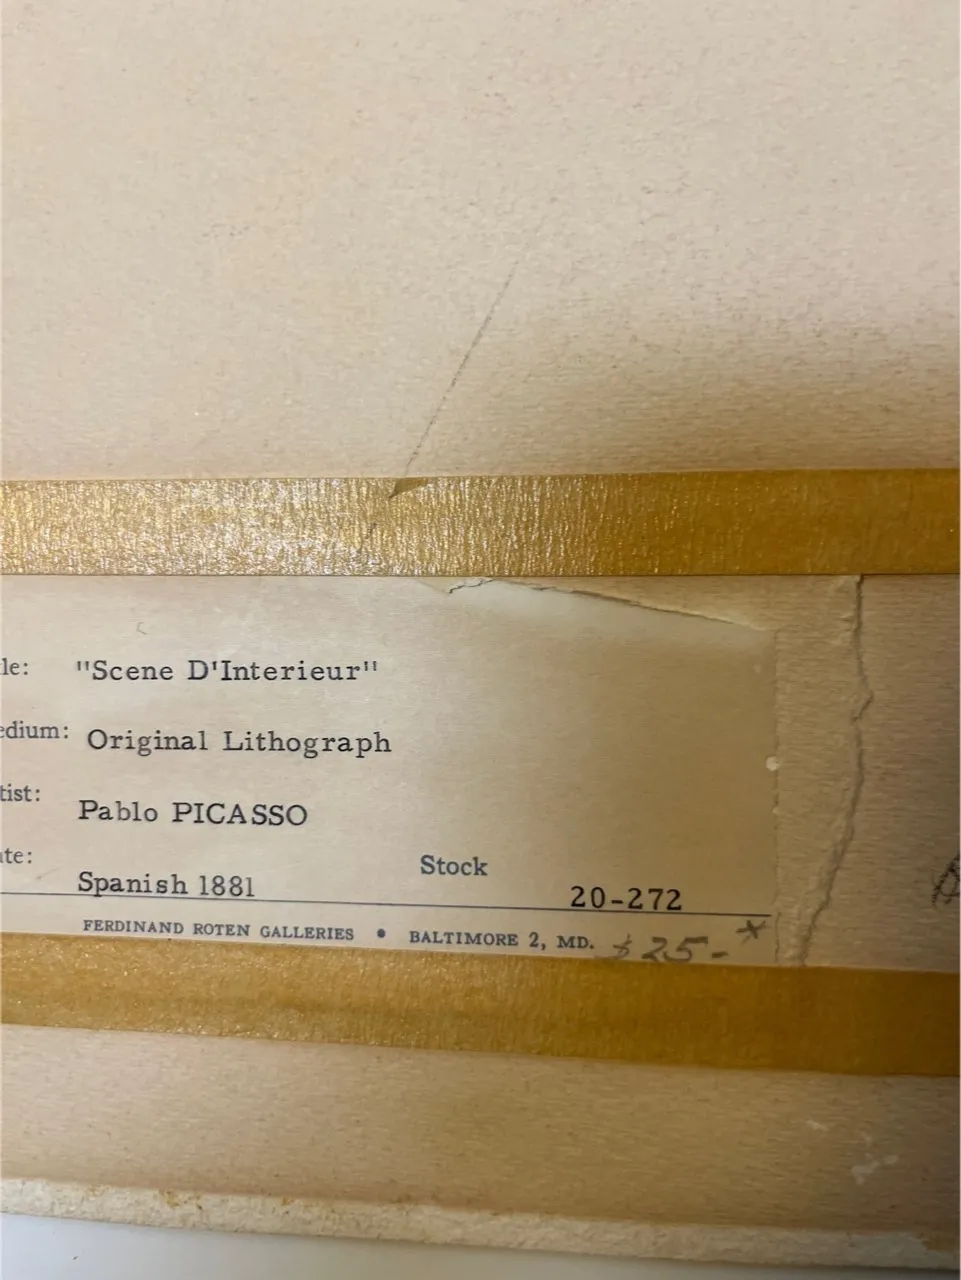 le: "Scene D'Interieur"
edium: Original Lithograph
tist: Pablo PICASSO
te: Spanish 1881 Stock 20-272
FERDINAND ROTEN GALLERIES • BALTIMORE 2, MD. $25- x